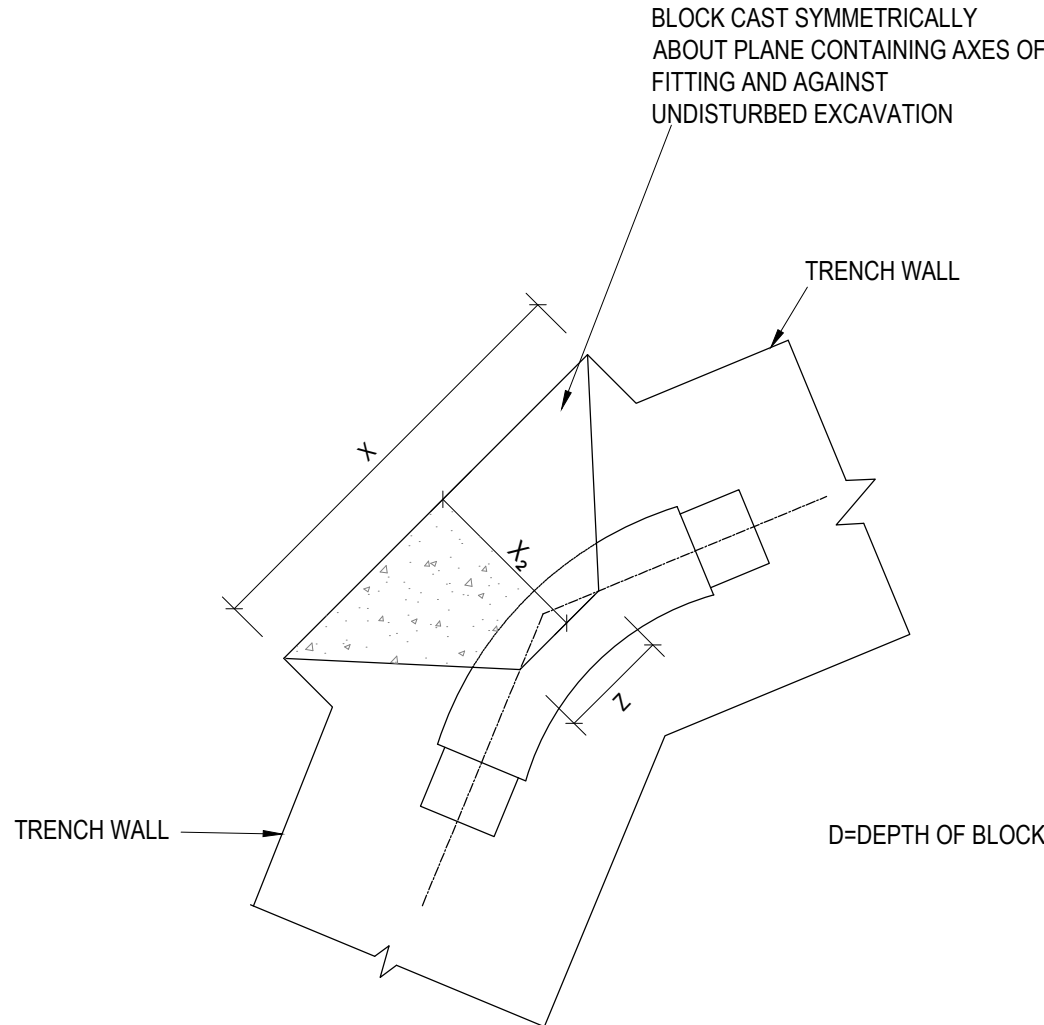 BLOCK CAST SYMMETRICALLY
ABOUT PLANE CONTAINING AXES OF
FITTING AND AGAINST
UNDISTURBED EXCAVATION
TRENCH WALL
X
X₂
Z
TRENCH WALL
D=DEPTH OF BLOCK